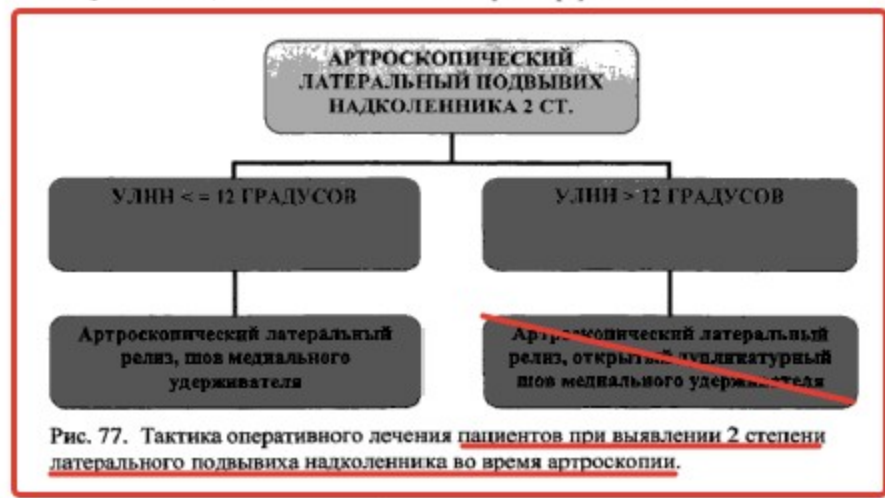 АРТРОСКОПИЧЕСКИЙ
ЛАТЕРАЛЬНЫЙ ПОДВЫВИХ
НАДКОЛЕННИКА 2 СТ.
УЛНН < = 12 ГРАДУСОВ
УЛНН > 12 ГРАДУСОВ
Артроскопический латеральный
релиз, шов медиального
удерживателя
Артроскопический латеральный
релиз, открытый дупликатурный
шов медиального удерживателя
Рис. 77. Тактика оперативного лечения пациентов при выявлении 2 степени
латерального подвывиха надколенника во время артроскопии.